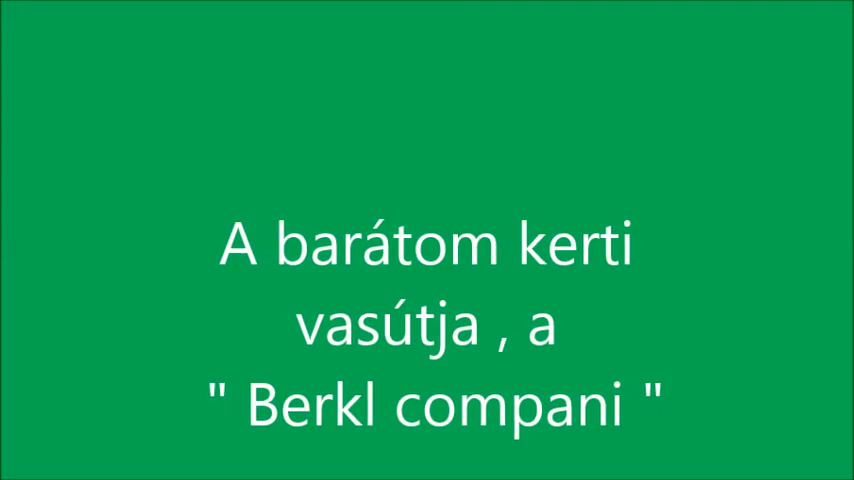 A barátom kerti
vasútja , a
" Berkl compani "